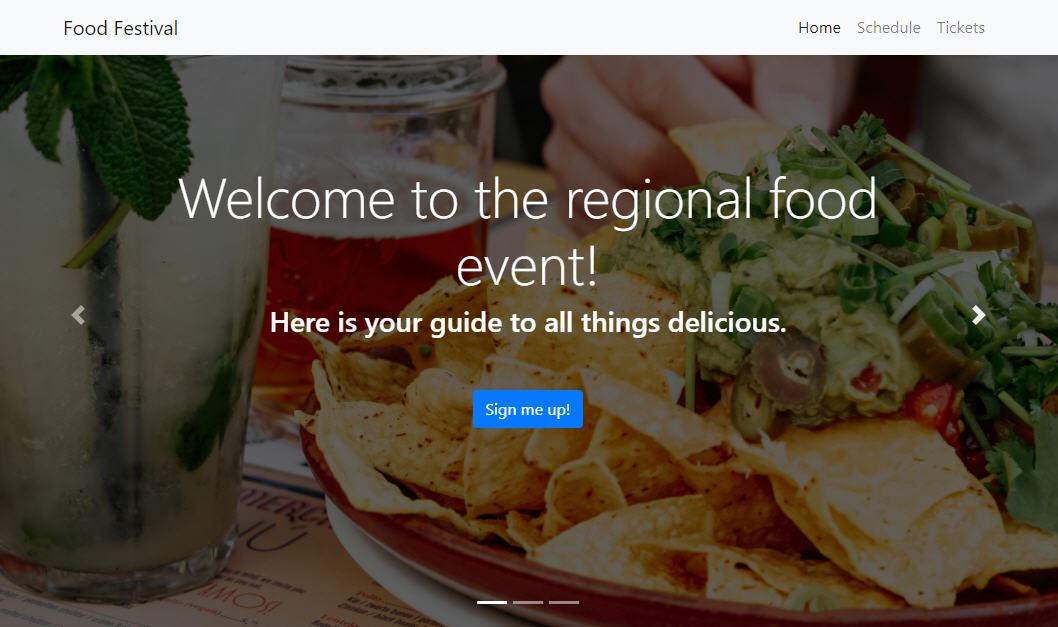 Food Festival
Home Schedule Tickets
Welcome to the regional food
event!
Here is your guide to all things delicious.
Sign me up!